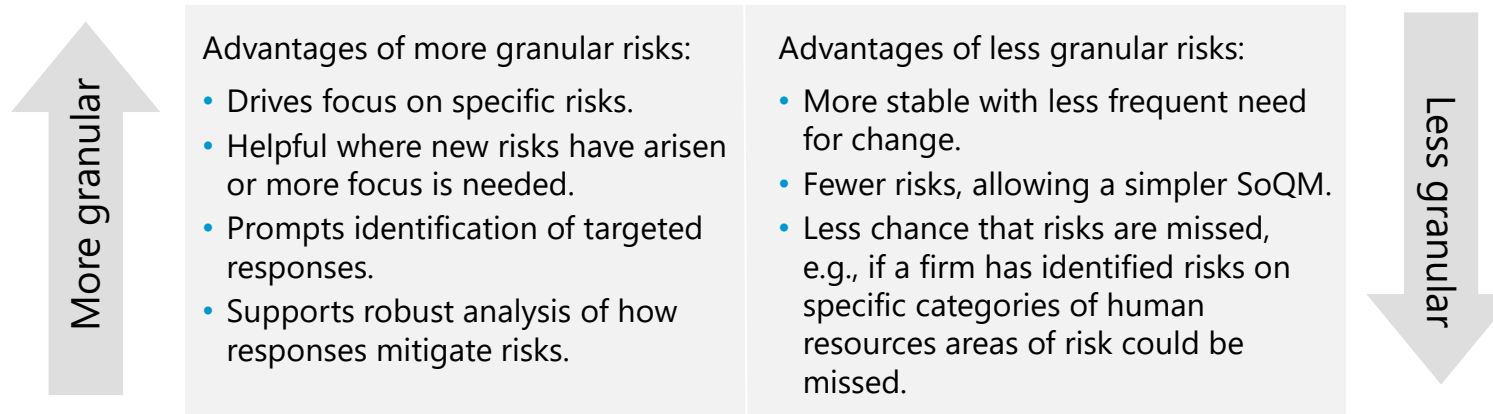 More granular
Advantages of more granular risks:
• Drives focus on specific risks.
• Helpful where new risks have arisen
or more focus is needed.
• Prompts identification of targeted
responses.
• Supports robust analysis of how
responses mitigate risks.
Advantages of less granular risks:
• More stable with less frequent need
for change.
• Fewer risks, allowing a simpler SoQM.
• Less chance that risks are missed,
e.g., if a firm has identified risks on
specific categories of human
resources areas of risk could be
missed.
Less granular